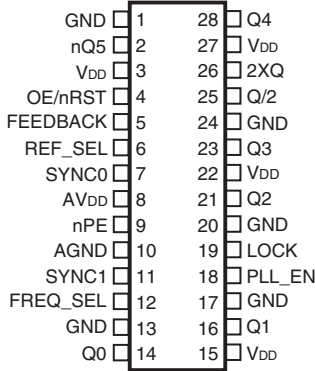 GND 1 28 Q4
nQ5 2 27 VDD
VDD 3 26 2XQ
OE/nRST 4 25 Q/2
FEEDBACK 5 24 GND
REF_SEL 6 23 Q3
SYNC0 7 22 VDD
AVDD 8 21 Q2
nPE 9 20 GND
AGND 10 19 LOCK
SYNC1 11 18 PLL_EN
FREQ_SEL 12 17 GND
GND 13 16 Q1
Q0 14 15 VDD